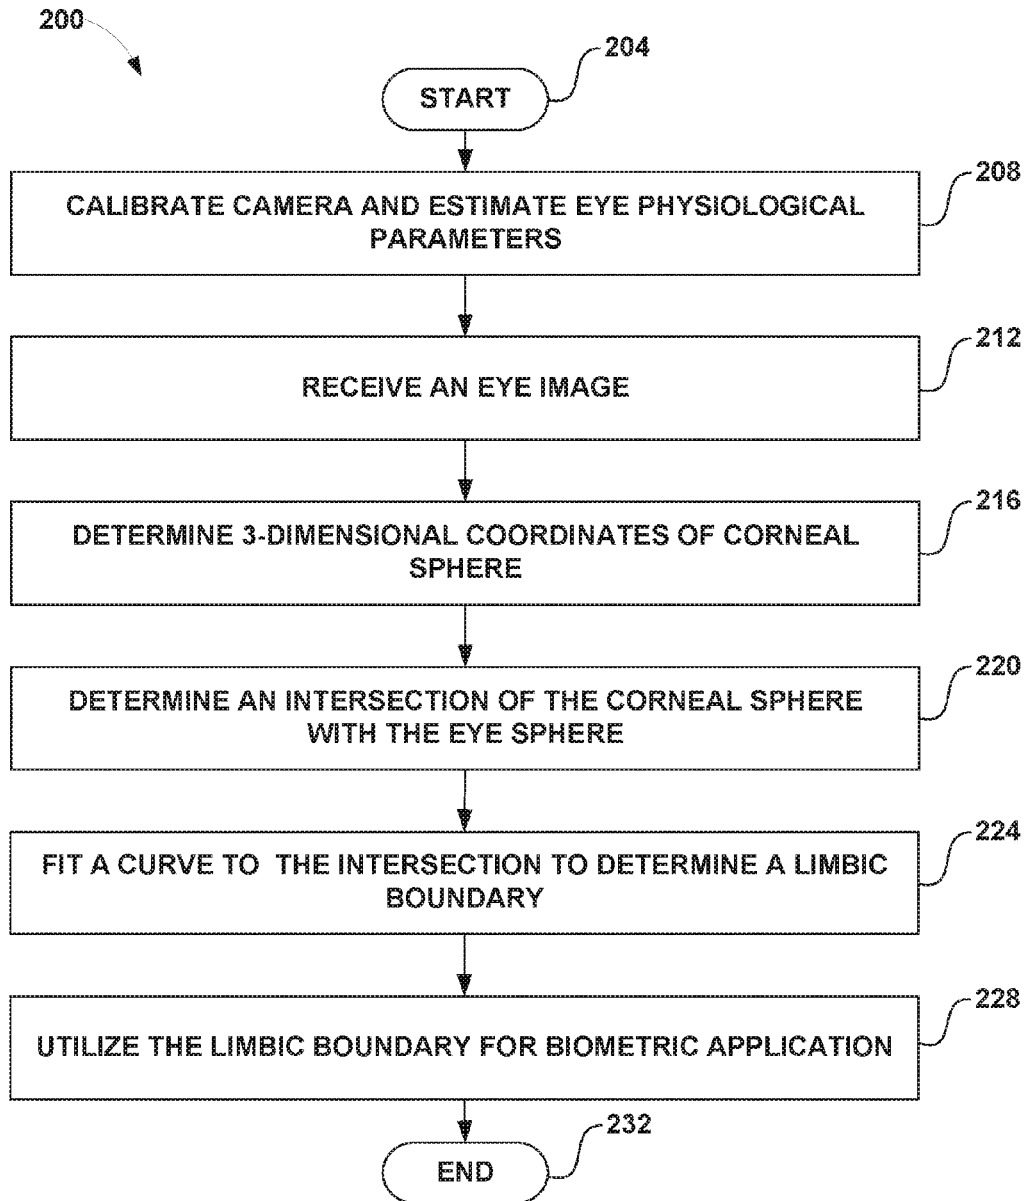 200
204
START
208
CALIBRATE CAMERA AND ESTIMATE EYE PHYSIOLOGICAL
PARAMETERS
212
RECEIVE AN EYE IMAGE
216
DETERMINE 3-DIMENSIONAL COORDINATES OF CORNEAL
SPHERE
220
DETERMINE AN INTERSECTION OF THE CORNEAL SPHERE
WITH THE EYE SPHERE
224
FIT A CURVE TO THE INTERSECTION TO DETERMINE A LIMBIC
BOUNDARY
228
UTILIZE THE LIMBIC BOUNDARY FOR BIOMETRIC APPLICATION
232
END